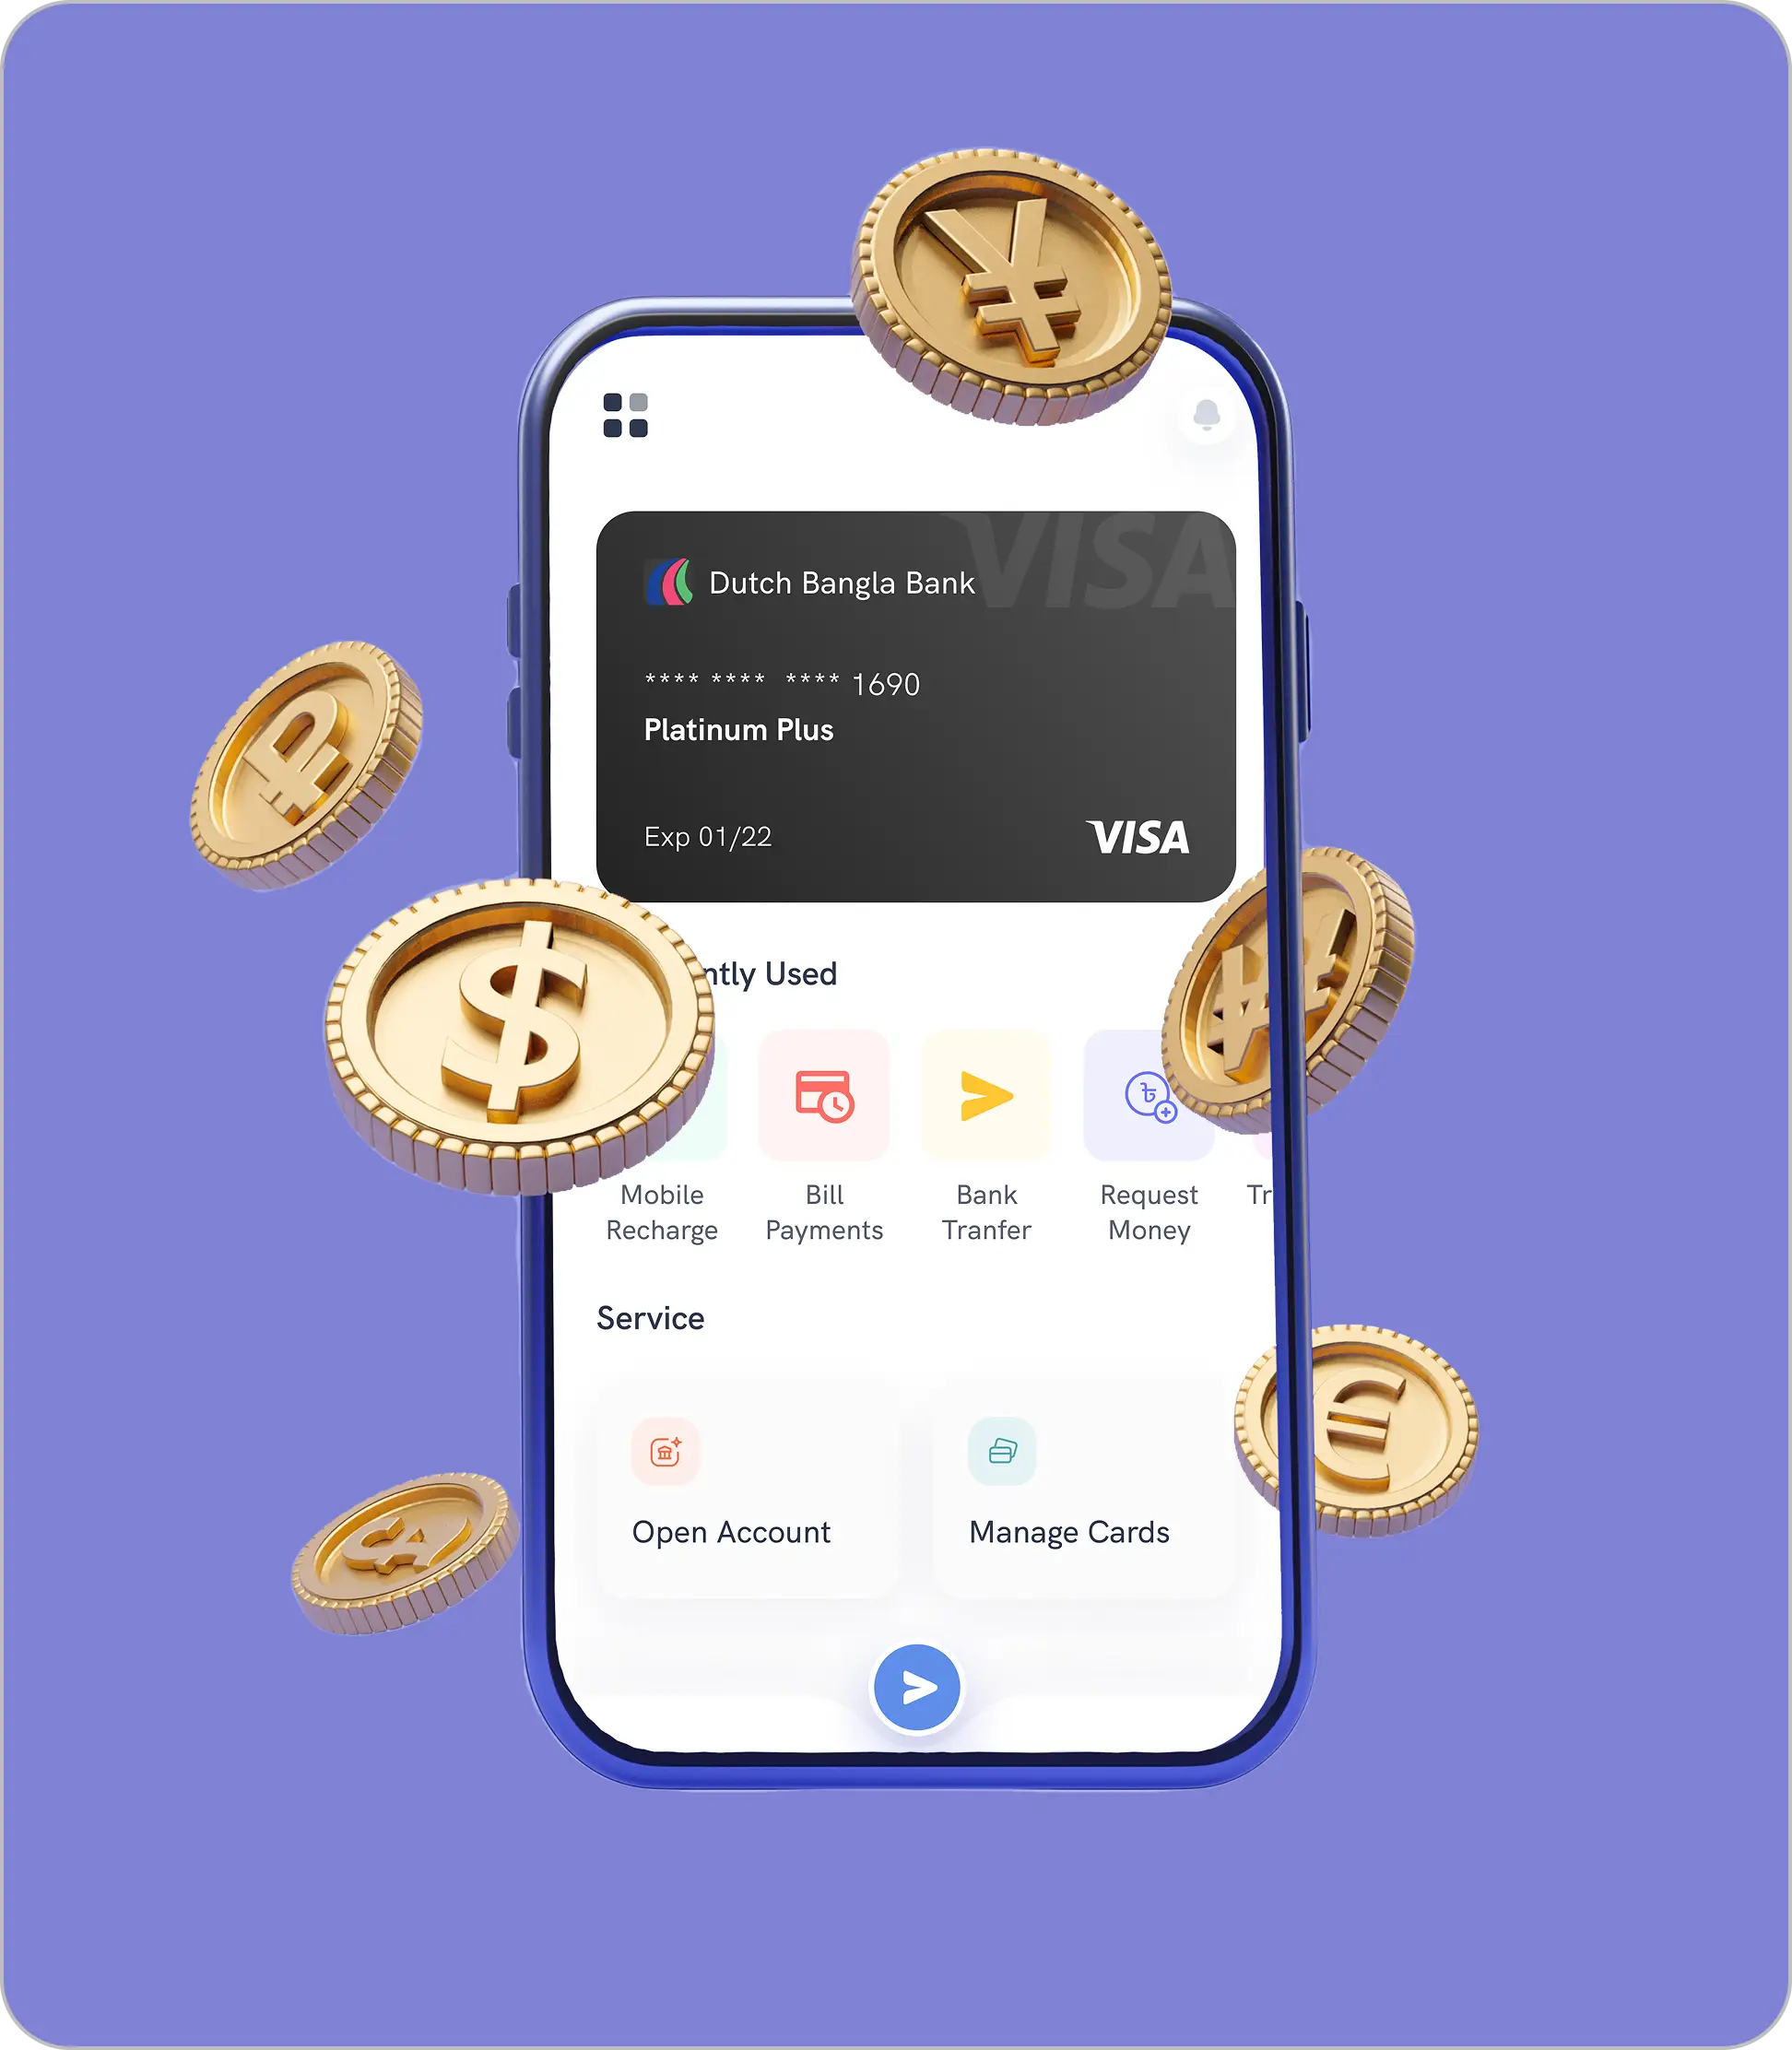 ¥
VISA
Dutch Bangla Bank
**** **** **** 1690
Platinum Plus
Exp 01/22
VISA
₽
$
₩
ntly Used
৳
Mobile
Recharge
Bill
Payments
Bank
Tranfer
Request
Money
Tr
Service
€
Open Account
Manage Cards